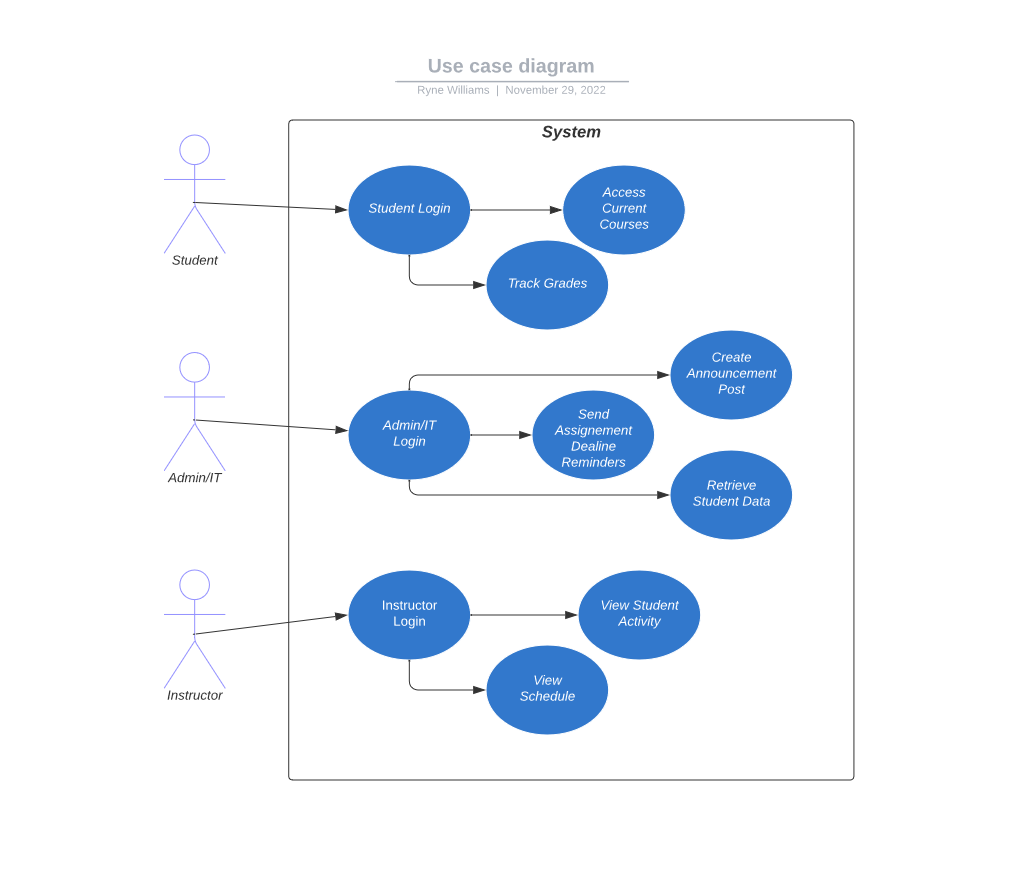 Use case diagram
Ryne Williams | November 29, 2022
System
Student Login
Access
Current
Courses
Track Grades
Student
Create
Announcement
Post
Admin/IT
Login
Send
Assignement
Dealine
Reminders
Retrieve
Student Data
Admin/IT
Instructor
Login
View Student
Activity
View
Schedule
Instructor